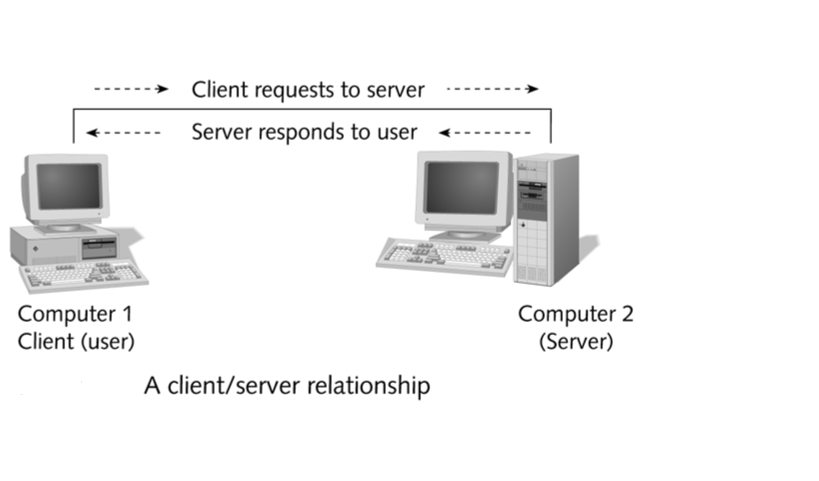 Client requests to server
Server responds to user
Computer 1
Client (user)
Computer 2
(Server)
A client/server relationship